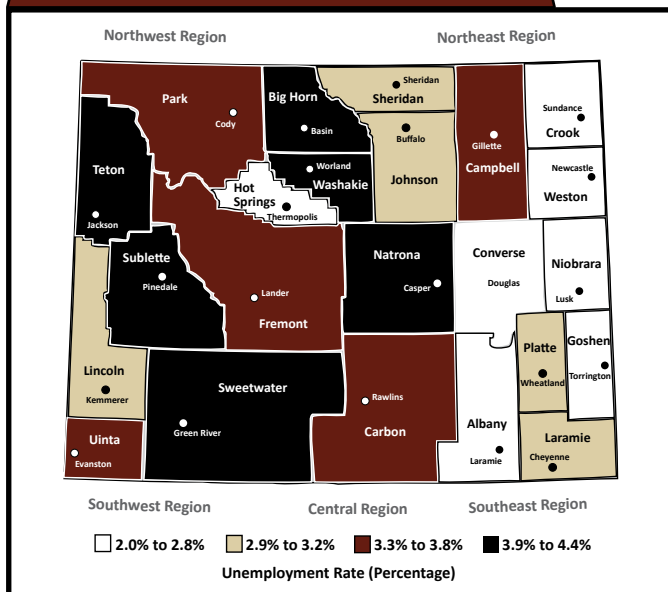 Northwest Region
Northeast Region
Park
Cody
Big Horn
Basin
Sheridan
Sheridan
Buffalo
Johnson
Gillette
Campbell
Sundance
Crook
Newcastle
Weston
Teton
Jackson
Worland
Washakie
Hot
Springs
Thermopolis
Sublette
Pinedale
Lander
Fremont
Natrona
Casper
Converse
Douglas
Niobrara
Lusk
Lincoln
Kemmerer
Sweetwater
Green River
Uinta
Evanston
Rawlins
Carbon
Albany
Laramie
Platte
Wheatland
Goshen
Torrington
Laramie
Cheyenne
Southwest Region
Central Region
Southeast Region
2.0% to 2.8%
2.9% to 3.2%
3.3% to 3.8%
3.9% to 4.4%
Unemployment Rate (Percentage)